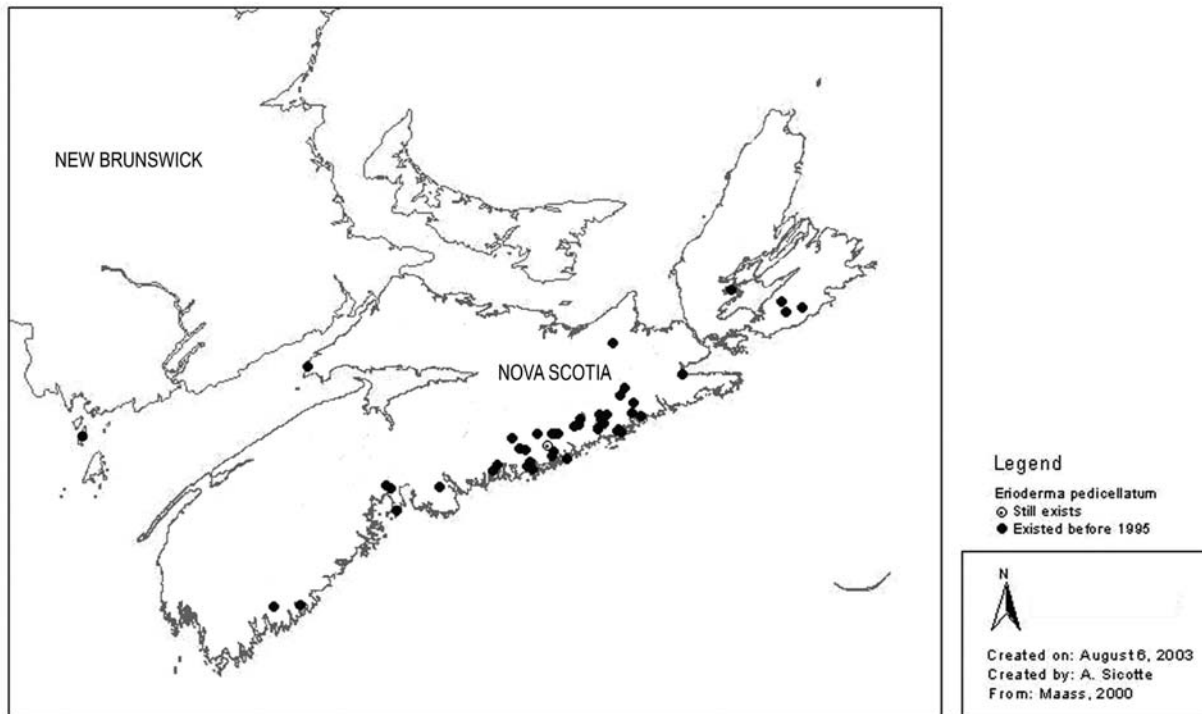 NEW BRUNSWICK
NOVA SCOTIA
Legend
Erioderma pedicellatum
Still exists
Existed before 1995
N
Created on: August 6, 2003
Created by: A. Sicotte
From: Maass, 2000